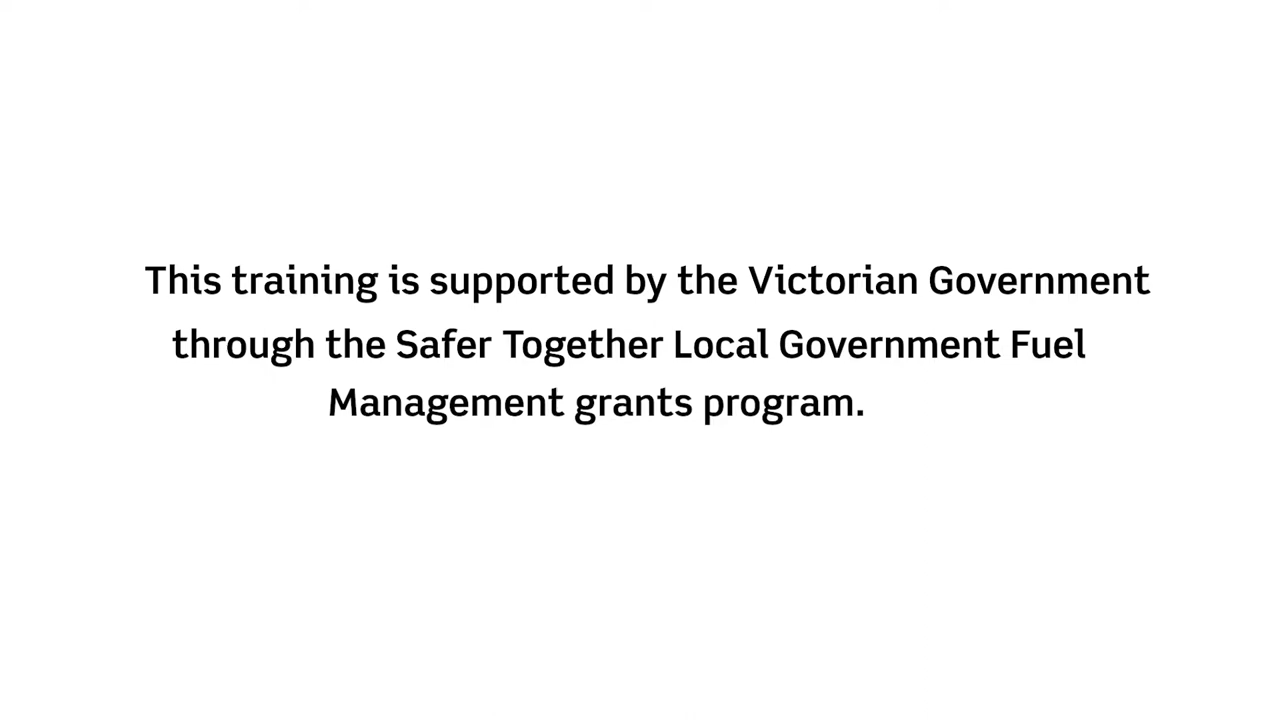 This training is supported by the Victorian Government
through the Safer Together Local Government Fuel
Management grants program.